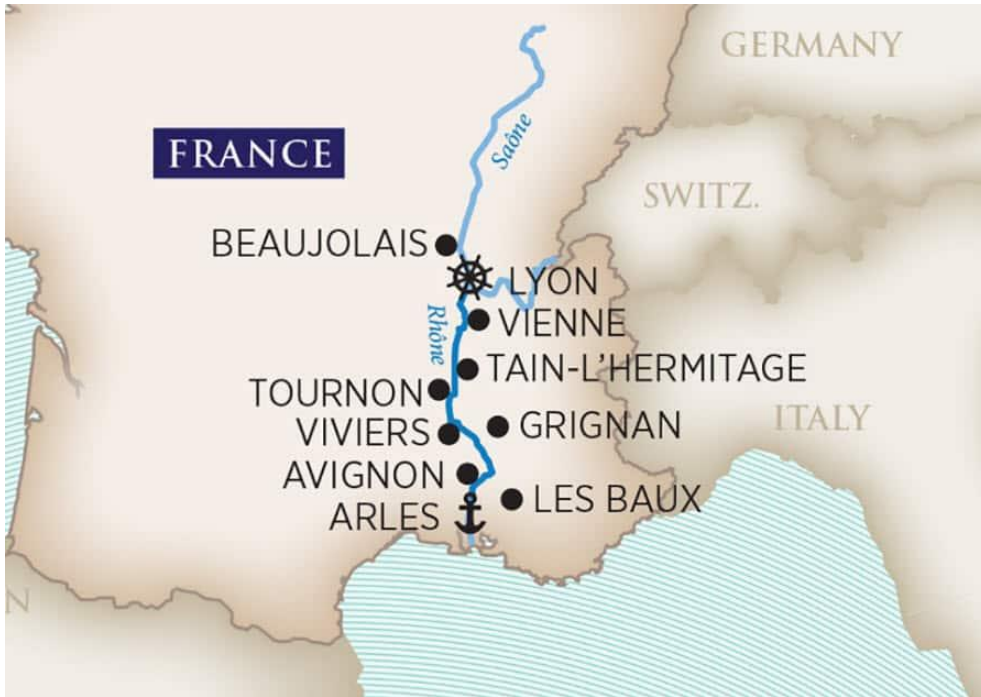 GERMANY
Saône
FRANCE
SWITZ.
BEAUJOLAIS
LYON
Rhône
VIENNE
TAIN-L'HERMITAGE
TOURNON
ITALY
VIVIERS
GRIGNAN
AVIGNON
LES BAUX
ARLES
N